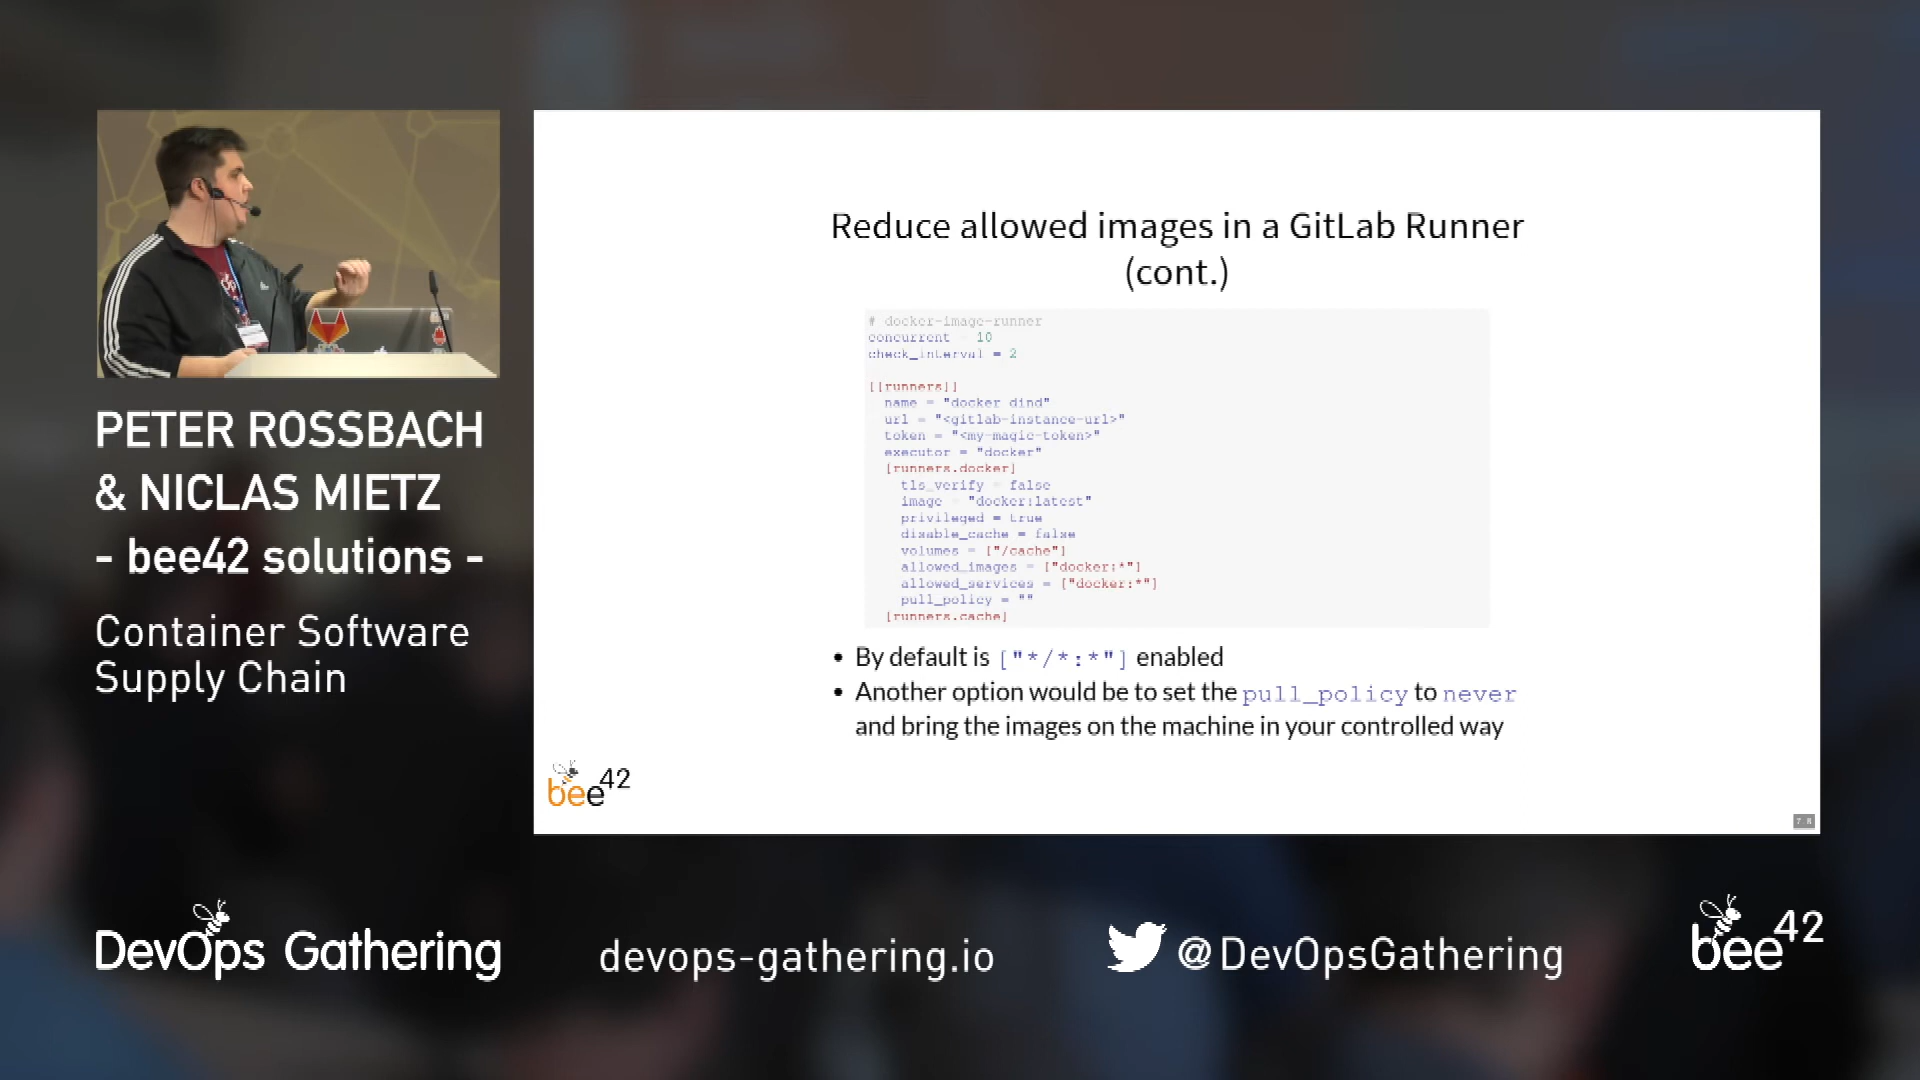 PETER ROSSBACH
& NICLAS MIETZ
- bee42 solutions -
Container Software
Supply Chain
Reduce allowed images in a GitLab Runner
(cont.)
# docker-image-runner
concurrent = 10
check_interval = 2
[[runners]]
name = "docker dind"
url = "<gitlab-instance-url>"
token = "<my-magic-token>"
executor = "docker"
[runners.docker]
tls_verify = false
image = "docker:latest"
privileged = true
disable_cache = false
volumes = ["/cache"]
allowed_images = ["docker:*"]
allowed_services = ["docker:*"]
pull_policy = ""
[runners.cache]
• By default is ["*/*:*"] enabled
• Another option would be to set the pull_policy to never
and bring the images on the machine in your controlled way
bee42
DevOps Gathering
devops-gathering.io
@DevOpsGathering
bee42